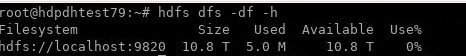 root@hdpdhtest79:~# hdfs dfs -df -h
Filesystem Size Used Available Use%
hdfs://localhost:9820 10.8 T 5.0 M 10.8 T 0%